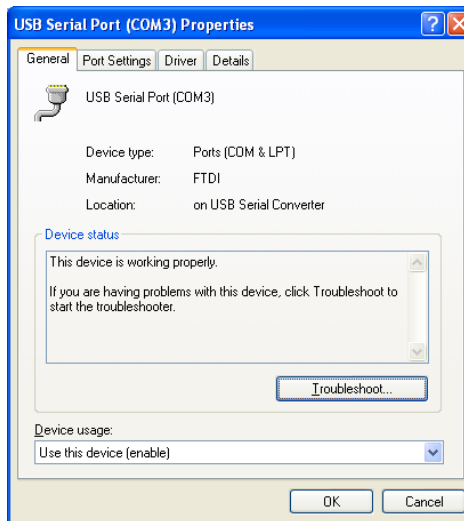 USB Serial Port (COM3) Properties
General Port Settings Driver Details
USB Serial Port (COM3)
Device type: Ports (COM & LPT)
Manufacturer: FTDI
Location: on USB Serial Converter
Device status
This device is working properly.
If you are having problems with this device, click Troubleshoot to
start the troubleshooter.
Troubleshoot...
Device usage:
Use this device (enable)
OK Cancel